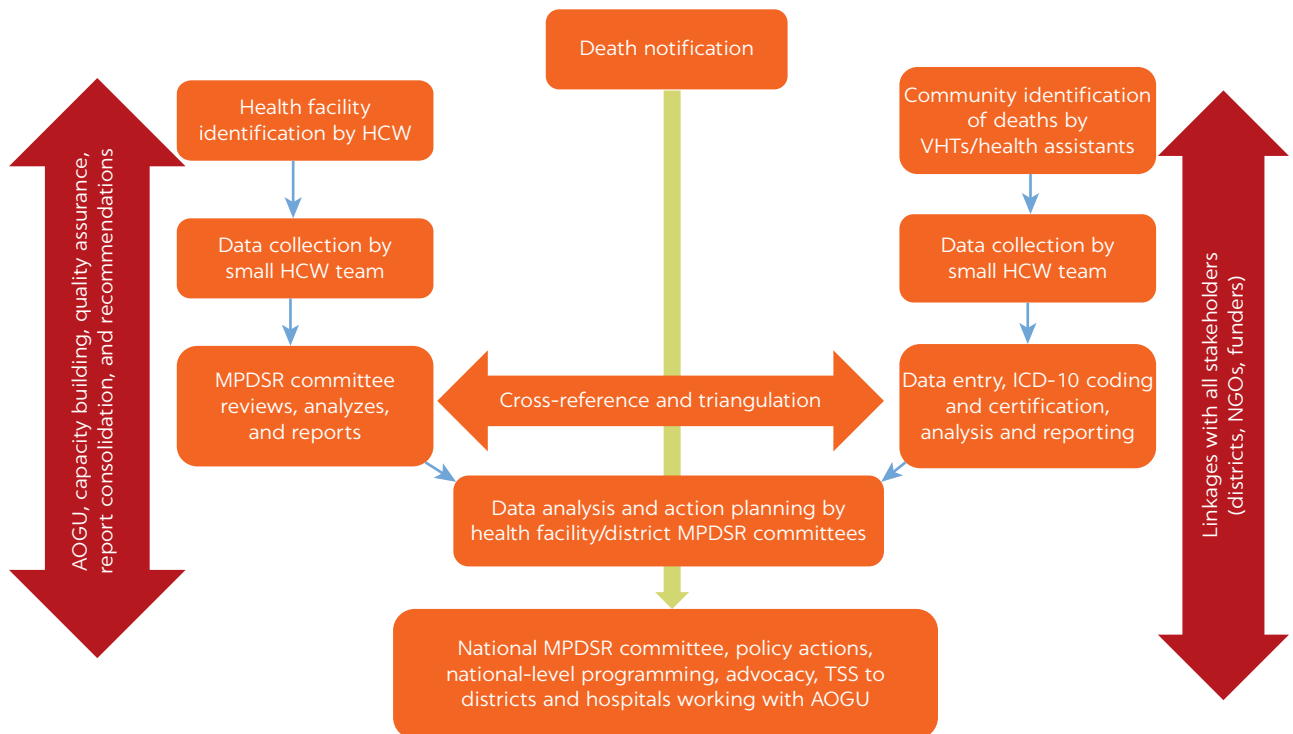 Death notification
Health facility
identification by HCW
Community identification
of deaths by
VHTs/health assistants
Data collection by
small HCW team
Data collection by
small HCW team
MPDSR committee
reviews, analyzes,
and reports
Cross-reference and triangulation
Data entry, ICD-10 coding
and certification,
analysis and reporting
Data analysis and action planning by
health facility/district MPDSR committees
National MPDSR committee, policy actions,
national-level programming, advocacy, TSS to
districts and hospitals working with AOGU
AOGU, capacity building, quality assurance,
report consolidation, and recommendations
Linkages with all stakeholders
(districts, NGOs, funders)